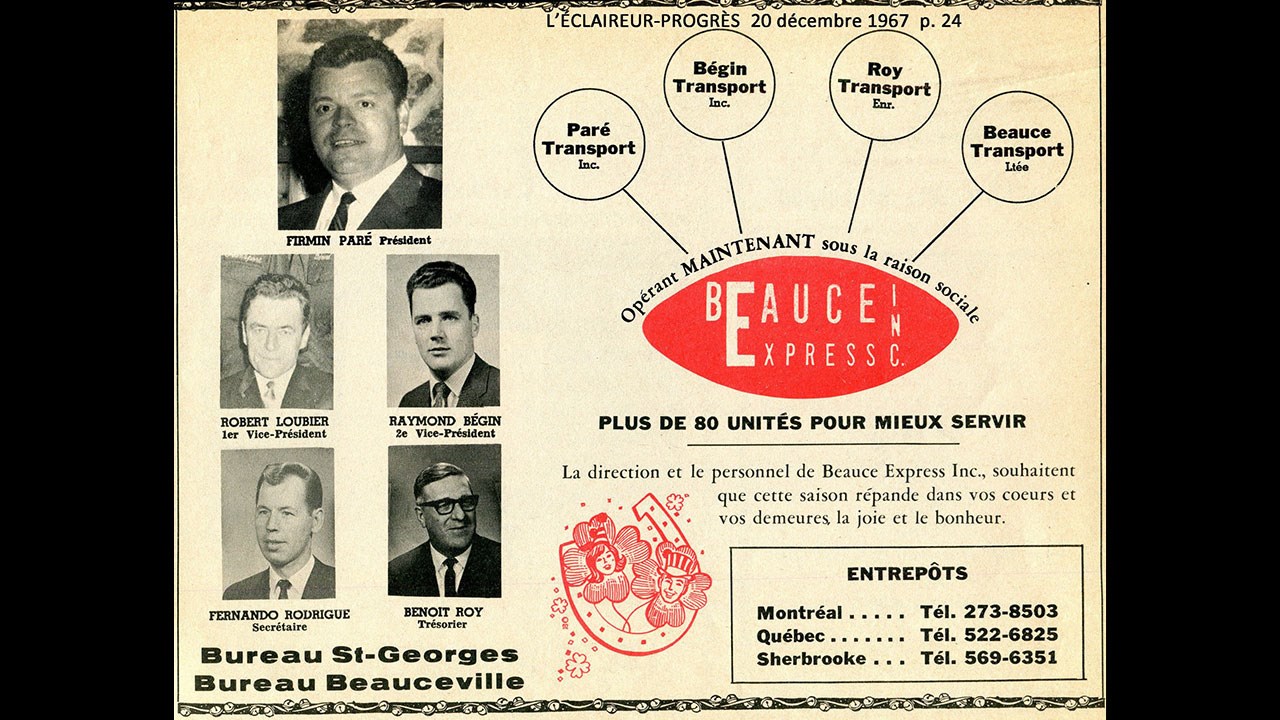 L'ÉCLAIREUR-PROGRÈS 20 décembre 1967 p. 24
FIRMIN PARÉ Président
ROBERT LOUBIER
1er Vice-Président
RAYMOND BÉGIN
2e Vice-Président
FERNANDO RODRIGUE
Secrétaire
BENOIT ROY
Trésorier
Bureau St-Georges
Bureau Beauceville
Paré
Transport
Inc.
Bégin
Transport
Inc.
Roy
Transport
Enr.
Beauce
Transport
Ltée
Opérant MAINTENANT sous la raison sociale
BEAUCE
EXPRESS
INC.
PLUS DE 80 UNITÉS POUR MIEUX SERVIR
La direction et le personnel de Beauce Express Inc., souhaitent
que cette saison répande dans vos coeurs et
vos demeures, la joie et le bonheur.
ENTREPÔTS
Montréal ..... Tél. 273-8503
Québec ....... Tél. 522-6825
Sherbrooke ... Tél. 569-6351